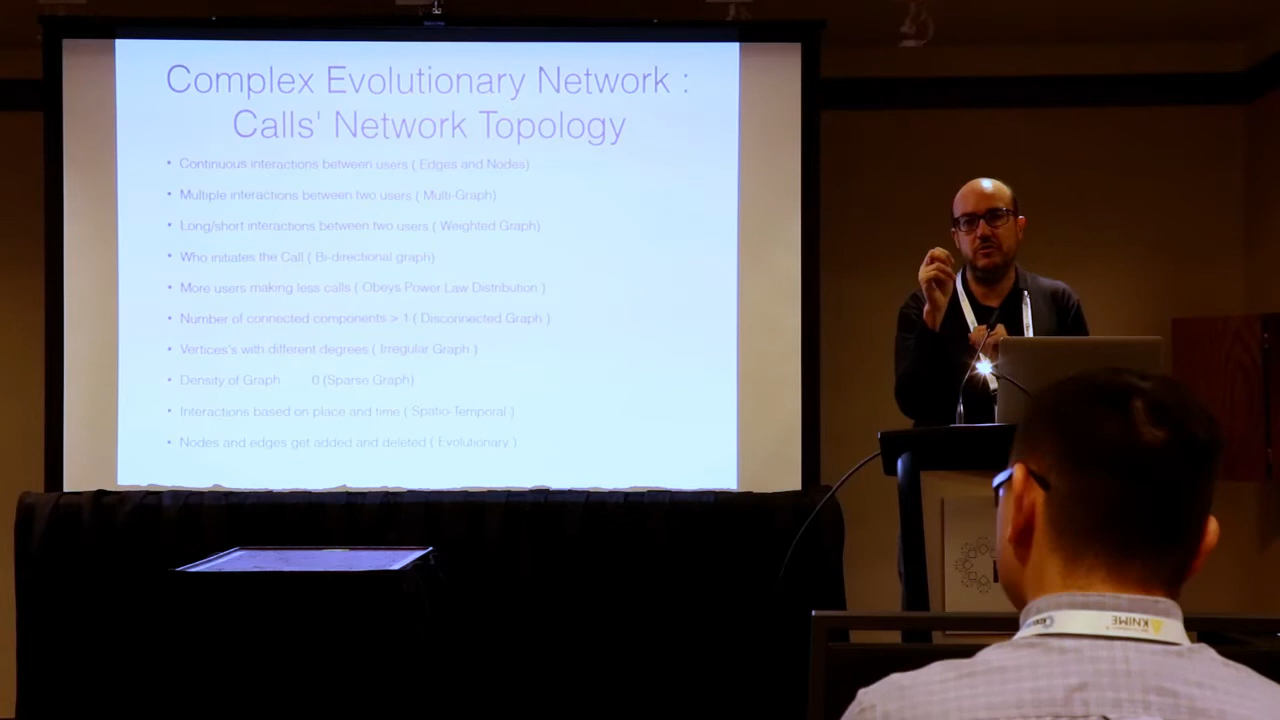 Complex Evolutionary Network :
Calls' Network Topology
• Continuous interactions between users ( Edges and Nodes)
• Multiple interactions between two users ( Multi-Graph)
• Long/short interactions between two users ( Weighted Graph)
• Who initiates the Call ( Bi-directional graph)
• More users making less calls ( Obeys Power Law Distribution )
• Number of connected components > 1 ( Disconnected Graph )
• Vertices's with different degrees ( Irregular Graph )
• Density of Graph 0 (Sparse Graph)
• Interactions based on place and time ( Spatio-Temporal )
• Nodes and edges get added and deleted ( Evolutionary )
KNIME